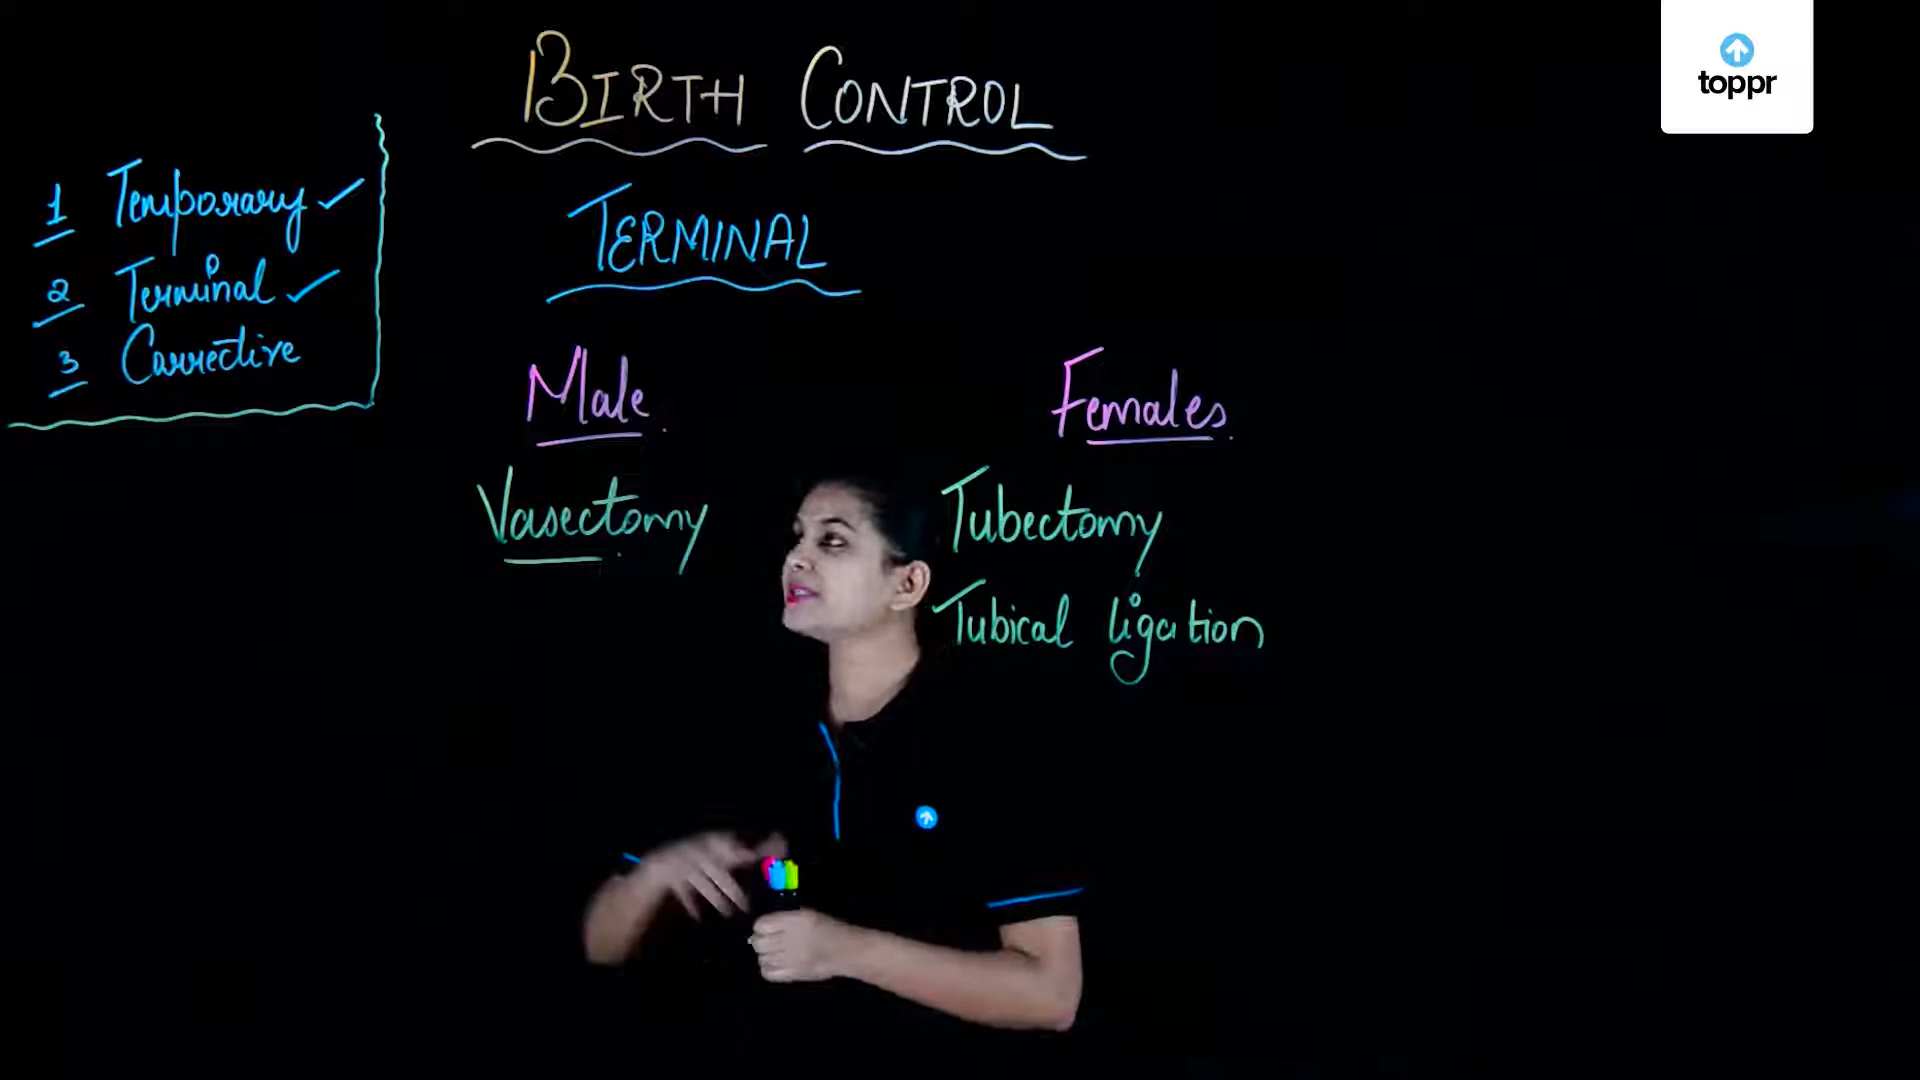 BIRTH CONTROL
toppr
1 Temporary ✓
2 Terminal ✓
3 Corrective
TERMINAL
Male
Females
Vasectomy
Tubectomy
Tubical ligation